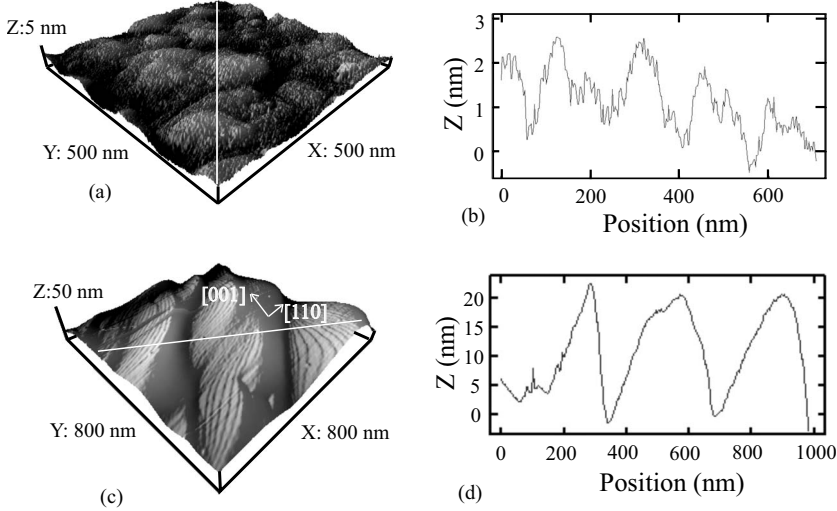 Z:5 nm
Y: 500 nm
X: 500 nm
(a)
3
2
1
0
Z (nm)
0 200 400 600
Position (nm)
(b)
Z:50 nm
[001]
[110]
Y: 800 nm
X: 800 nm
(c)
20
15
10
5
0
Z (nm)
0 200 400 600 800 1000
Position (nm)
(d)